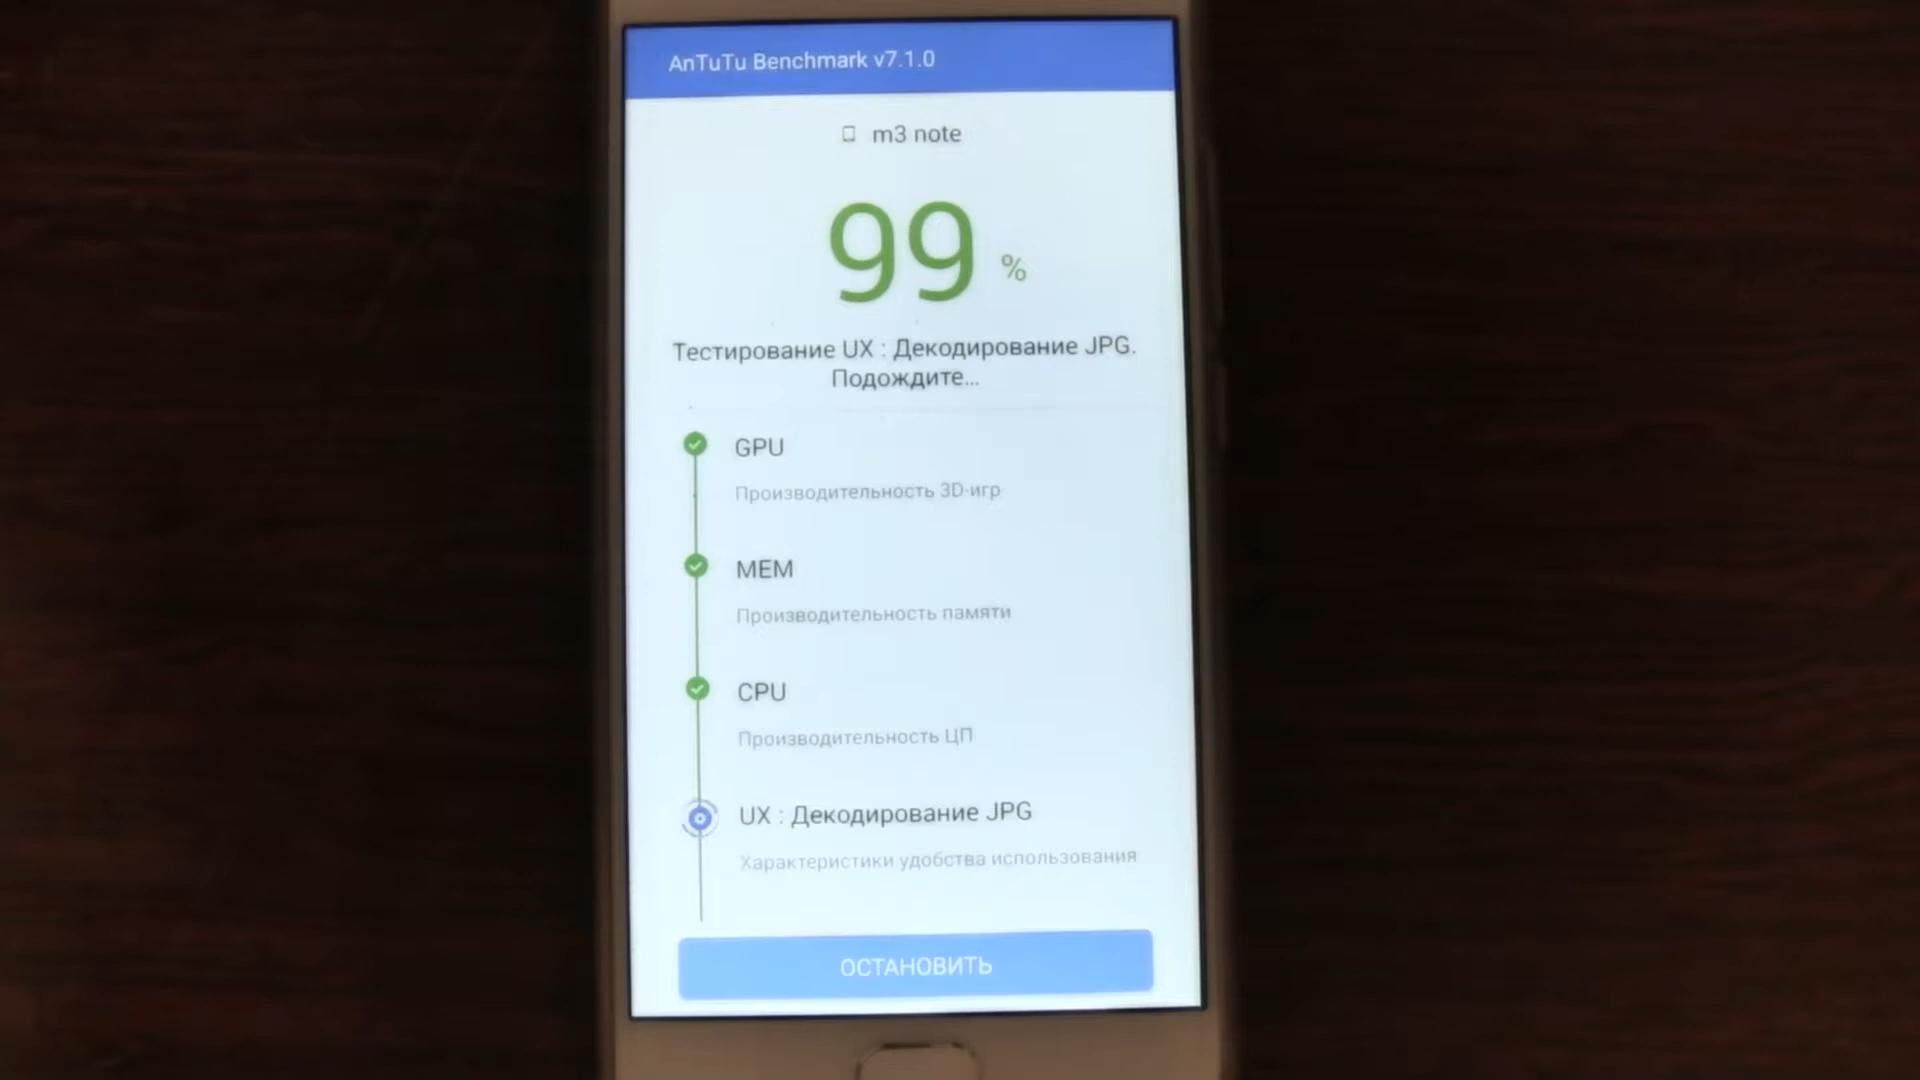 AnTuTu Benchmark v7.1.0
m3 note
99 %
Тестирование UX : Декодирование JPG.
Подождите...
GPU
Производительность 3D-игр
MEM
Производительность памяти
CPU
Производительность ЦП
UX : Декодирование JPG
Характеристики удобства использования
ОСТАНОВИТЬ